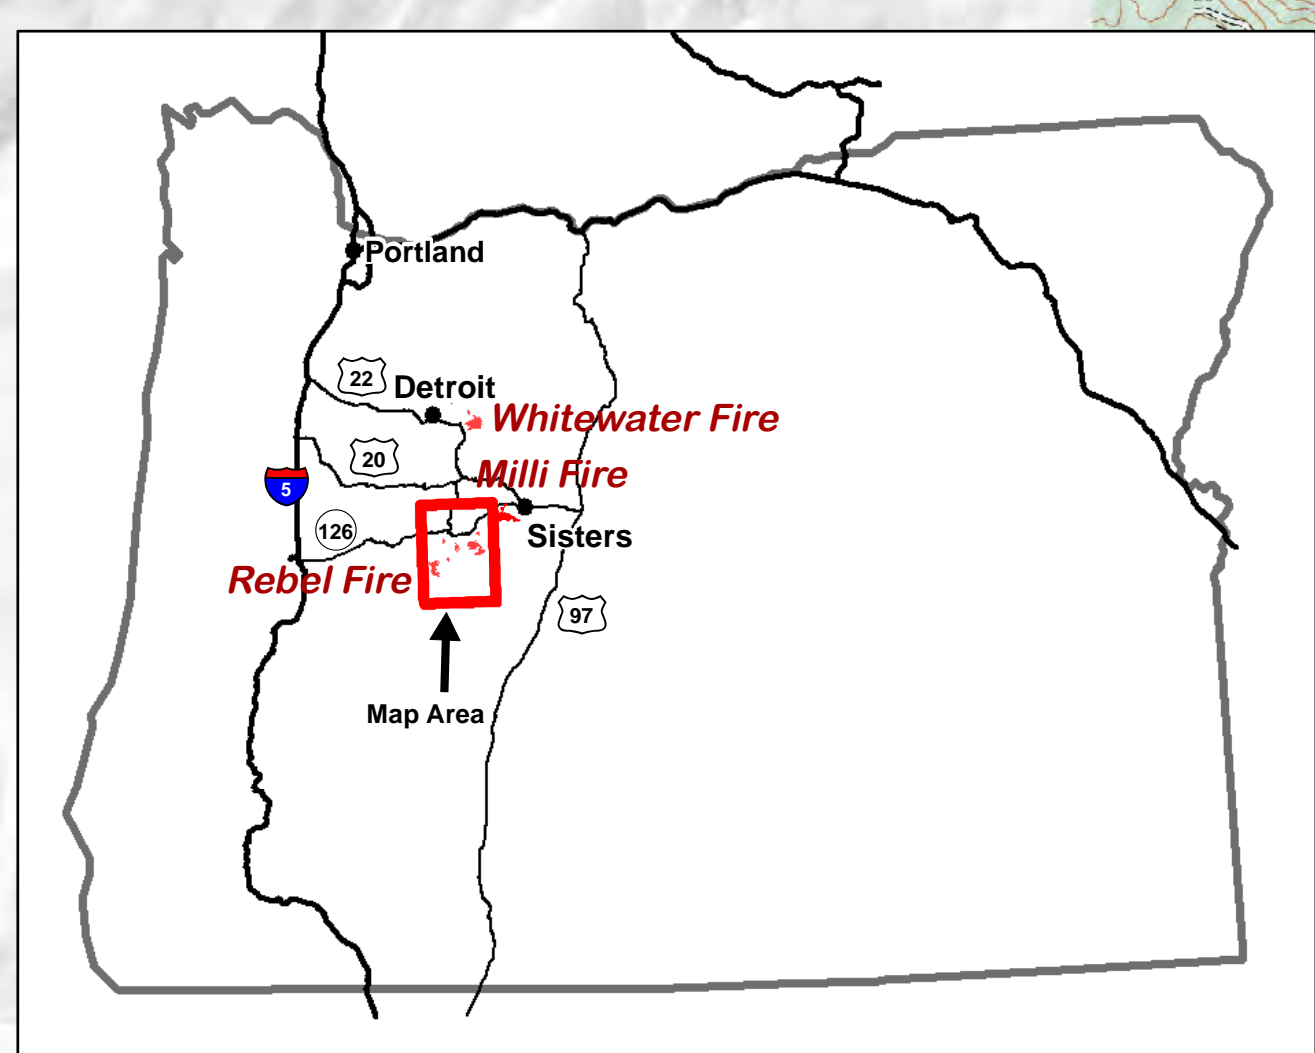 Portland
22
Detroit
Whitewater Fire
20
Milli Fire
5
126
Sisters
Rebel Fire
97
Map Area